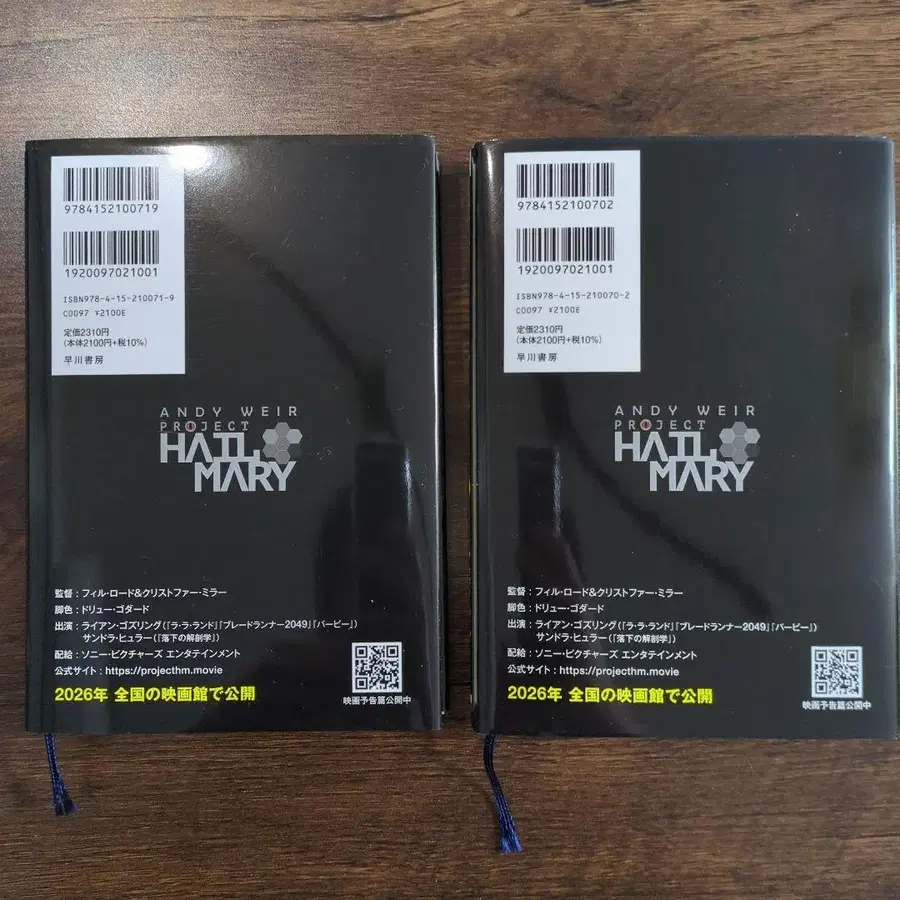 9784152100719
1920097021001
ISBN978-4-15-210071-9
C0097 ¥2100E
定価2310円
(本体2100円+税10%)
早川書房
ANDY WEIR
PROJECT
HAIL
MARY
監督:フィル・ロード&クリストファー・ミラー
脚色:ドリュー・ゴダード
出演:ライアン・ゴズリング(『ラ・ラ・ランド』『ブレードランナー2049』『バービー』)
サンドラ・ヒュラー(『落下の解剖学』)
配給:ソニー・ピクチャーズ エンタテインメント
公式サイト:https://projecthm.movie
2026年 全国の映画館で公開
映画予告篇公開中
9784152100702
1920097021001
ISBN978-4-15-210070-2
C0097 ¥2100E
定価2310円
(本体2100円+税10%)
早川書房
ANDY WEIR
PROJECT
HAIL
MARY
監督:フィル・ロード&クリストファー・ミラー
脚色:ドリュー・ゴダード
出演:ライアン・ゴズリング(『ラ・ラ・ランド』『ブレードランナー2049』『バービー』)
サンドラ・ヒュラー(『落下の解剖学』)
配給:ソニー・ピクチャーズ エンタテインメント
公式サイト:https://projecthm.movie
2026年 全国の映画館で公開
映画予告篇公開中